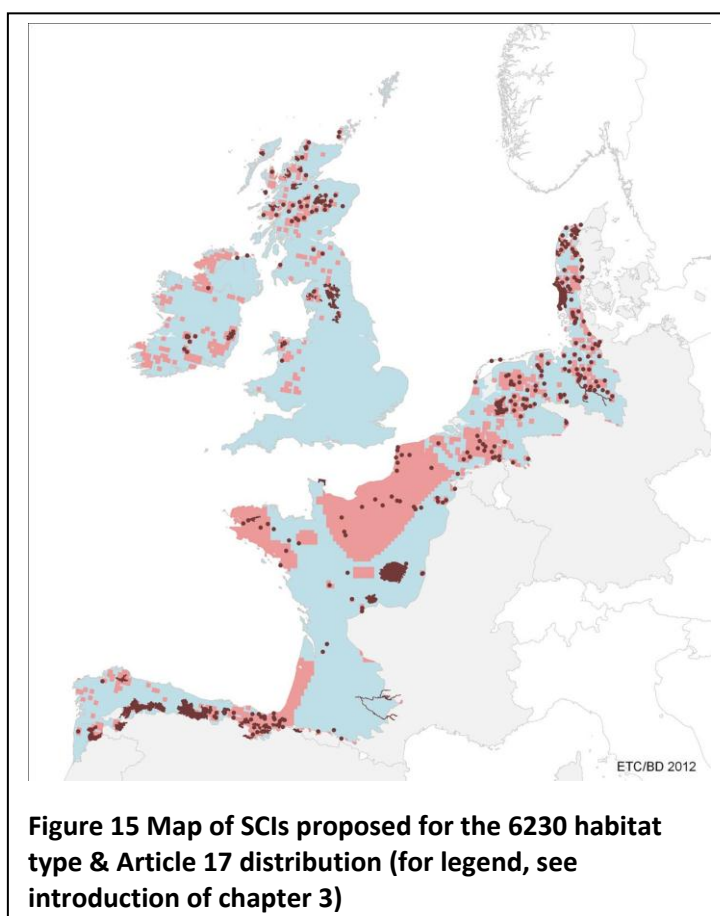 ETC/BD 2012
Figure 15 Map of SCIs proposed for the 6230 habitat
type & Article 17 distribution (for legend, see
introduction of chapter 3)